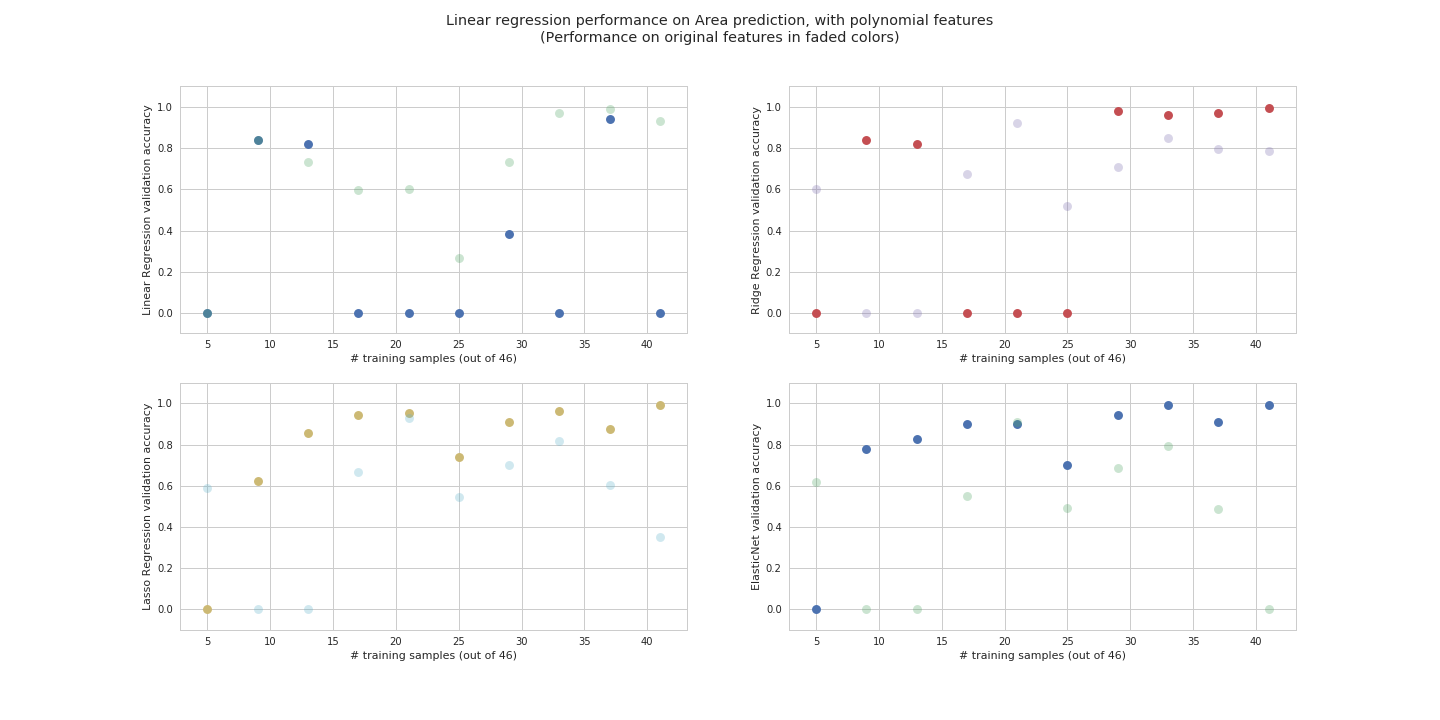 Linear regression performance on Area prediction, with polynomial features
(Performance on original features in faded colors)
Linear Regression validation accuracy
1.0
0.8
0.6
0.4
0.2
0.0
5 10 15 20 25 30 35 40
# training samples (out of 46)
Ridge Regression validation accuracy
1.0
0.8
0.6
0.4
0.2
0.0
5 10 15 20 25 30 35 40
# training samples (out of 46)
Lasso Regression validation accuracy
1.0
0.8
0.6
0.4
0.2
0.0
5 10 15 20 25 30 35 40
# training samples (out of 46)
ElasticNet validation accuracy
1.0
0.8
0.6
0.4
0.2
0.0
5 10 15 20 25 30 35 40
# training samples (out of 46)